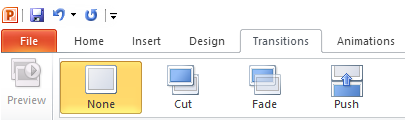 P
File Home Insert Design Transitions Animations
Preview None Cut Fade Push